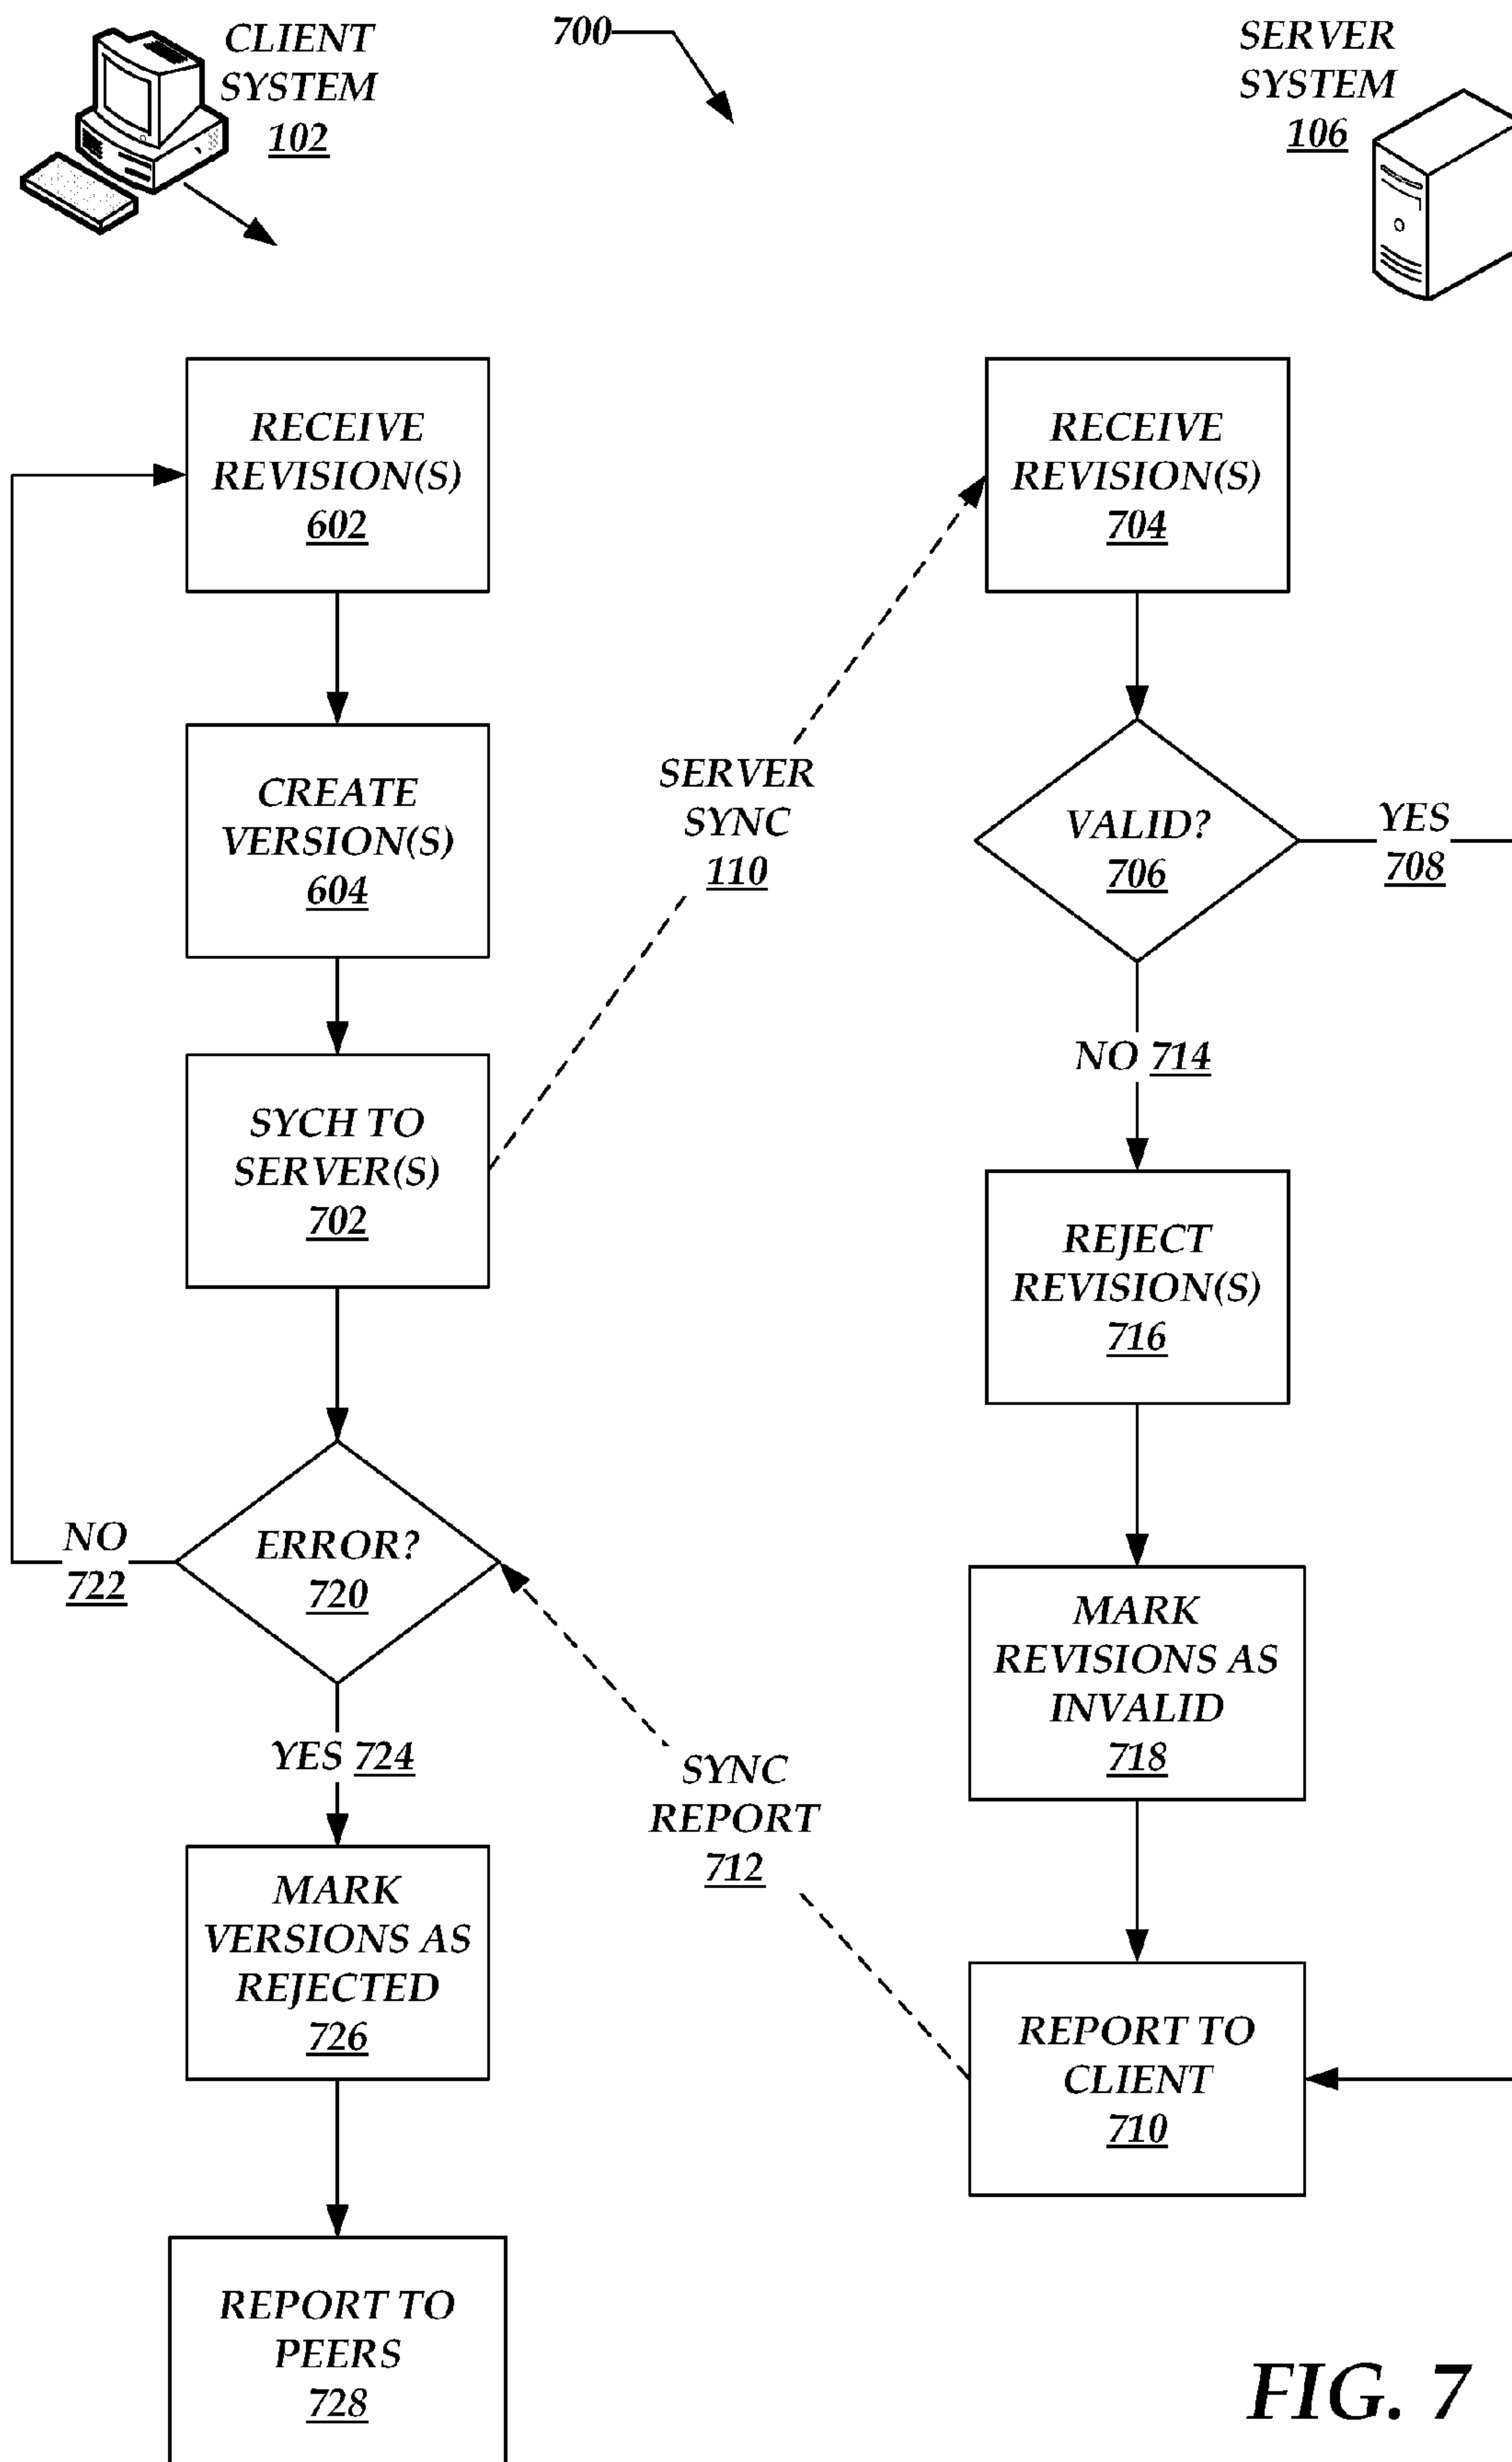 CLIENT
SYSTEM
102
700
SERVER
SYSTEM
106
RECEIVE
REVISION(S)
602
CREATE
VERSION(S)
604
SYCH TO
SERVER(S)
702
ERROR?
720
NO
722
YES 724
MARK
VERSIONS AS
REJECTED
726
REPORT TO
PEERS
728
SERVER
SYNC
110
SYNC
REPORT
712
RECEIVE
REVISION(S)
704
VALID?
706
YES
708
NO 714
REJECT
REVISION(S)
716
MARK
REVISIONS AS
INVALID
718
REPORT TO
CLIENT
710
FIG. 7